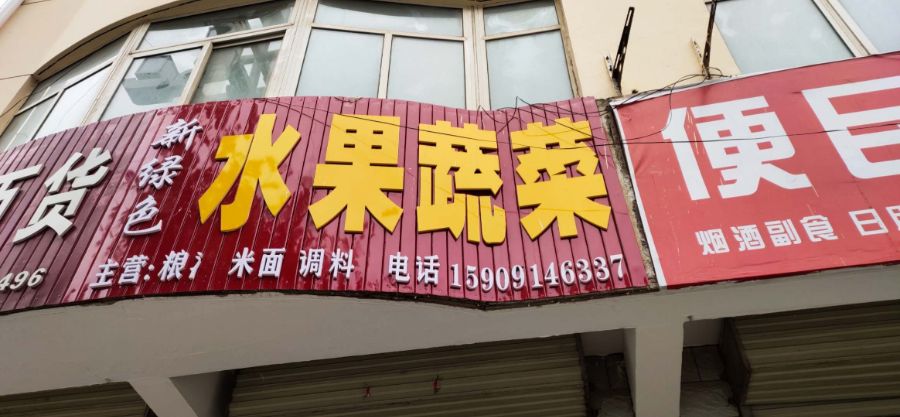 百货
496
新绿色
水果蔬菜
主营:粮 米面 调料 电话 15909146337
便
烟酒副食 日